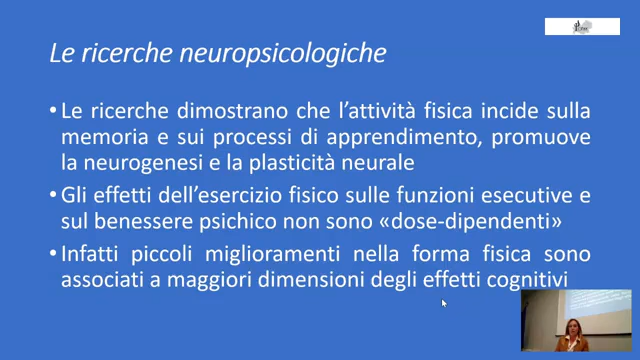 Le ricerche neuropsicologiche
• Le ricerche dimostrano che l'attività fisica incide sulla
memoria e sui processi di apprendimento, promuove
la neurogenesi e la plasticità neurale
• Gli effetti dell'esercizio fisico sulle funzioni esecutive e
sul benessere psichico non sono «dose-dipendenti»
• Infatti piccoli miglioramenti nella forma fisica sono
associati a maggiori dimensioni degli effetti cognitivi